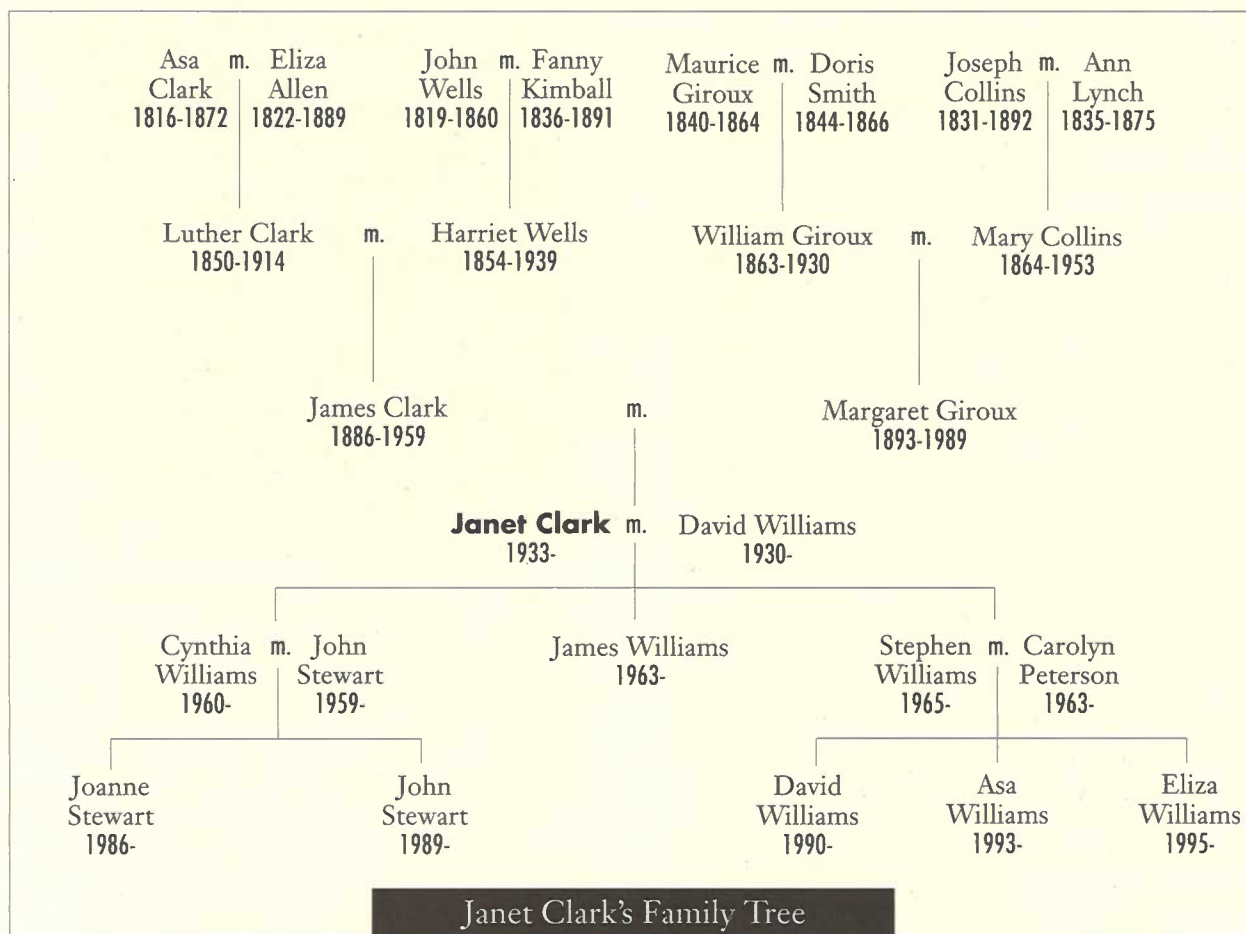 Asa m. Eliza John m. Fanny Maurice m. Doris Joseph m. Ann
Clark Allen Wells Kimball Giroux Smith Collins Lynch
1816-1872 1822-1889 1819-1860 1836-1891 1840-1864 1844-1866 1831-1892 1835-1875
Luther Clark m. Harriet Wells William Giroux m. Mary Collins
1850-1914 1854-1939 1863-1930 1864-1953
James Clark m. Margaret Giroux
1886-1959 1893-1989
Janet Clark m. David Williams
1933- 1930-
Cynthia m. John James Williams Stephen m. Carolyn
Williams Stewart 1963- Williams Peterson
1960- 1959- 1965- 1963-
Joanne John David Asa Eliza
Stewart Stewart Williams Williams Williams
1986- 1989- 1990- 1993- 1995-
Janet Clark's Family Tree